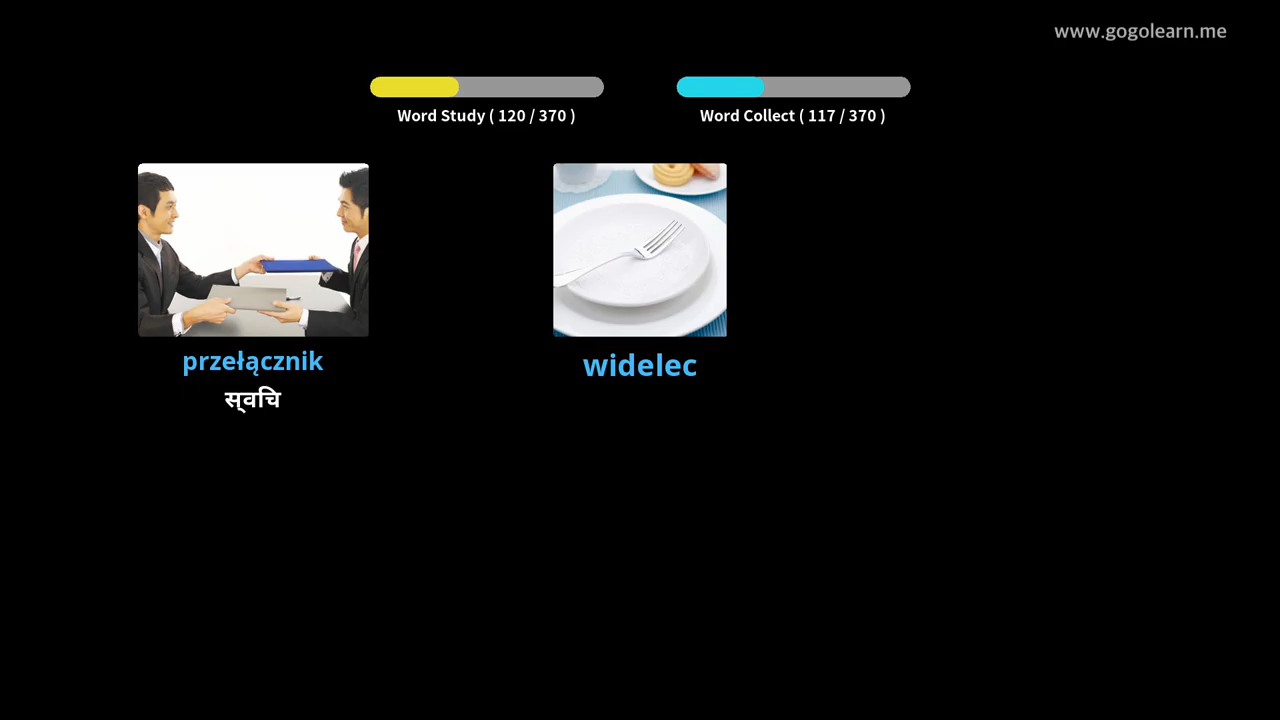 www.gogolearn.me
Word Study ( 120 / 370 )
Word Collect ( 117 / 370 )
przełącznik
widelec
स्वचि